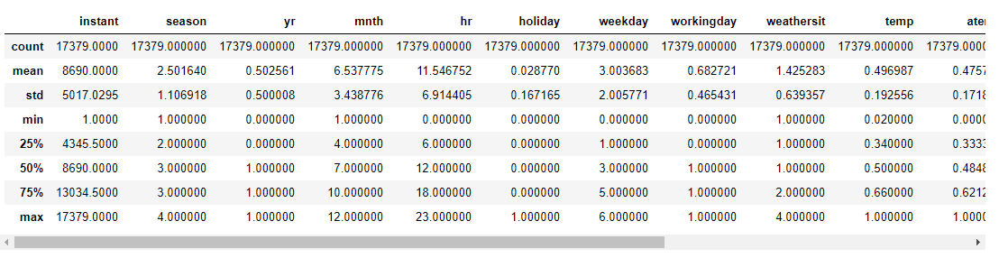 instant season yr mnth hr holiday weekday workingday weathersit temp
count 17379.0000 17379.000000 17379.000000 17379.000000 17379.000000 17379.000000 17379.000000 17379.000000 17379.000000 17379.000000
mean 8690.0000 2.501640 0.502561 6.537775 11.546752 0.028770 3.003683 0.682721 1.425283 0.496987 0.4757
std 5017.0295 1.106918 0.500008 3.438776 6.914405 0.167165 2.005771 0.465431 0.639357 0.192556 0.1718
min 1.0000 1.000000 0.000000 1.000000 0.000000 0.000000 0.000000 0.000000 1.000000 0.020000 0.0000
25% 4345.5000 2.000000 0.000000 4.000000 6.000000 0.000000 1.000000 0.000000 1.000000 0.340000 0.3333
50% 8690.0000 3.000000 1.000000 7.000000 12.000000 0.000000 3.000000 1.000000 1.000000 0.500000 0.4848
75% 13034.5000 3.000000 1.000000 10.000000 18.000000 0.000000 5.000000 1.000000 2.000000 0.660000 0.6212
max 17379.0000 4.000000 1.000000 12.000000 23.000000 1.000000 6.000000 1.000000 4.000000 1.000000 1.0000